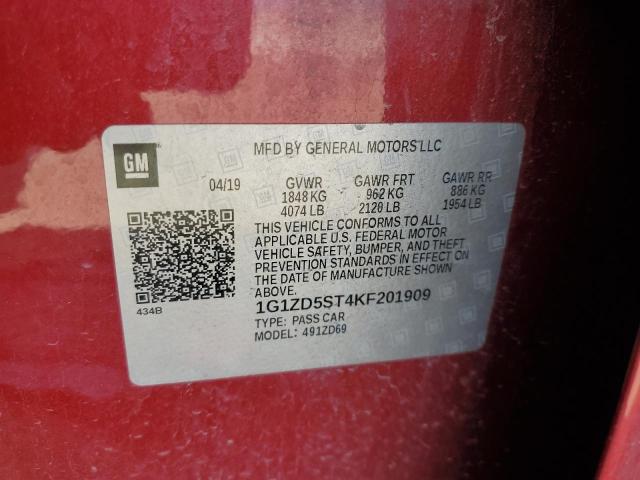 GM
MFD BY GENERAL MOTORS LLC
04/19 GVWR GAWR FRT GAWR RR
1848 KG 962 KG 886 KG
4074 LB 2120 LB 1954 LB
THIS VEHICLE CONFORMS TO ALL
APPLICABLE U.S. FEDERAL MOTOR
VEHICLE SAFETY, BUMPER, AND THEFT
PREVENTION STANDARDS IN EFFECT ON
THE DATE OF MANUFACTURE SHOWN
ABOVE.
434B
1G1ZD5ST4KF201909
TYPE: PASS CAR
MODEL: 491ZD69